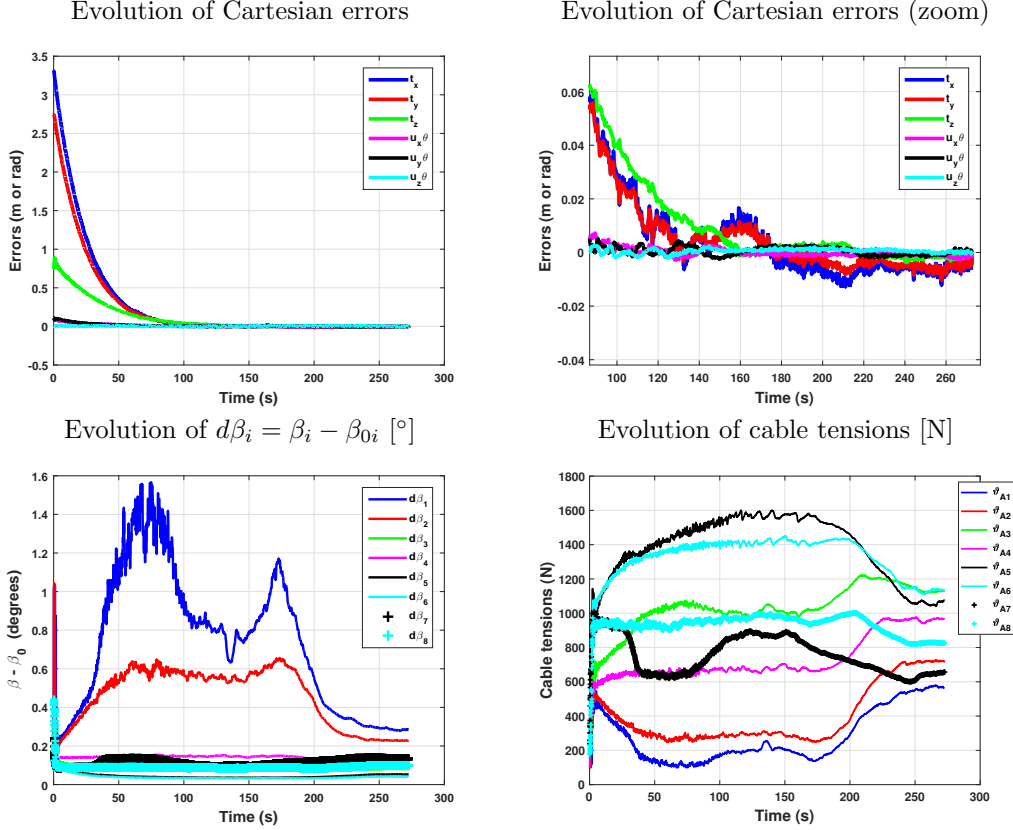 Evolution of Cartesian errors
3.5
3
2.5
2
1.5
1
0.5
0
-0.5
0 50 100 150 200 250 300
Errors (m or rad)
Time (s)
t_x
t_y
t_z
u_xθ
u_yθ
u_zθ
Evolution of Cartesian errors (zoom)
0.06
0.04
0.02
0
-0.02
-0.04
100 120 140 160 180 200 220 240 260
Errors (m or rad)
Time (s)
t_x
t_y
t_z
u_xθ
u_yθ
u_zθ
Evolution of dβ_i = β_i − β_{0i} [°]
1.6
1.4
1.2
1
0.8
0.6
0.4
0.2
0
0 50 100 150 200 250 300
β - β_0 (degrees)
Time (s)
dβ_1
dβ_2
dβ_3
dβ_4
dβ_5
dβ_6
dβ_7
dβ_8
Evolution of cable tensions [N]
1800
1600
1400
1200
1000
800
600
400
200
0
0 50 100 150 200 250 300
Cable tensions (N)
Time (s)
ϑ_A1
ϑ_A2
ϑ_A3
ϑ_A4
ϑ_A5
ϑ_A6
ϑ_A7
ϑ_A8